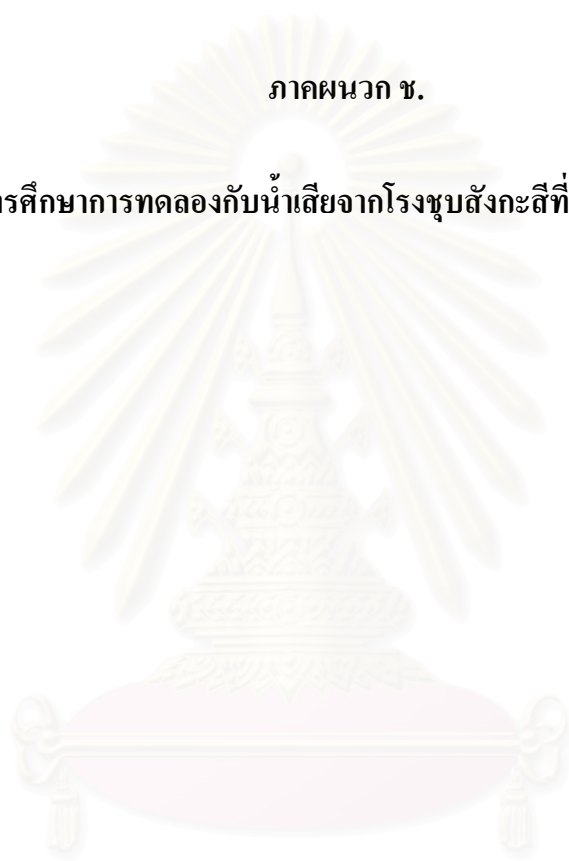 ภาคผนวก ช.
รศึกษาการทดลองกับน้ำเสียจากโรงชุบสังกะสีที่